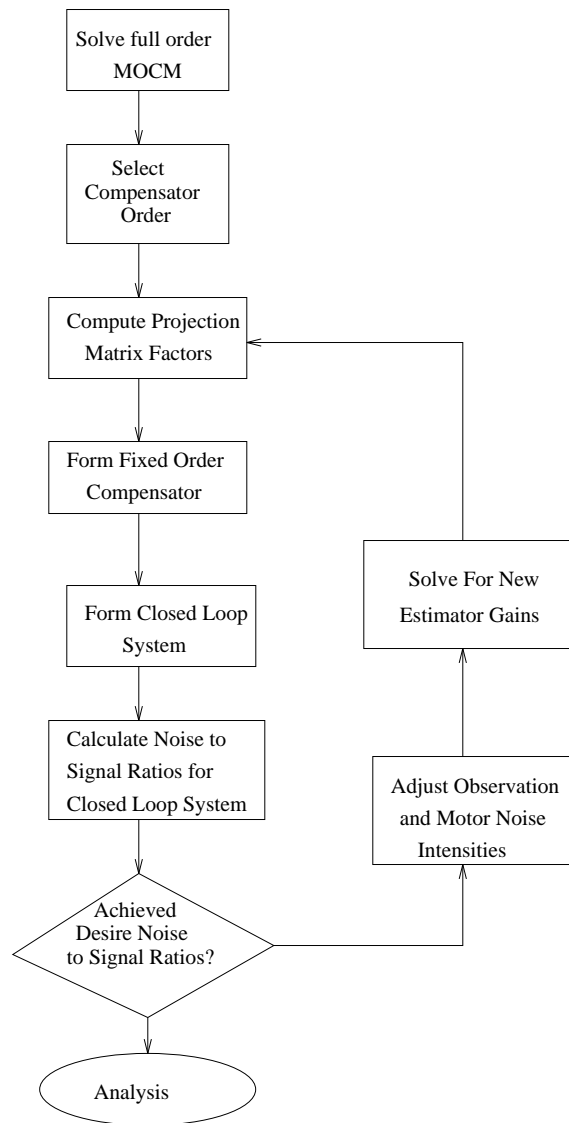 Solve full order
MOCM
Select
Compensator
Order
Compute Projection
Matrix Factors
Form Fixed Order
Compensator
Form Closed Loop
System
Calculate Noise to
Signal Ratios for
Closed Loop System
Achieved
Desire Noise
to Signal Ratios?
Analysis
Adjust Observation
and Motor Noise
Intensities
Solve For New
Estimator Gains